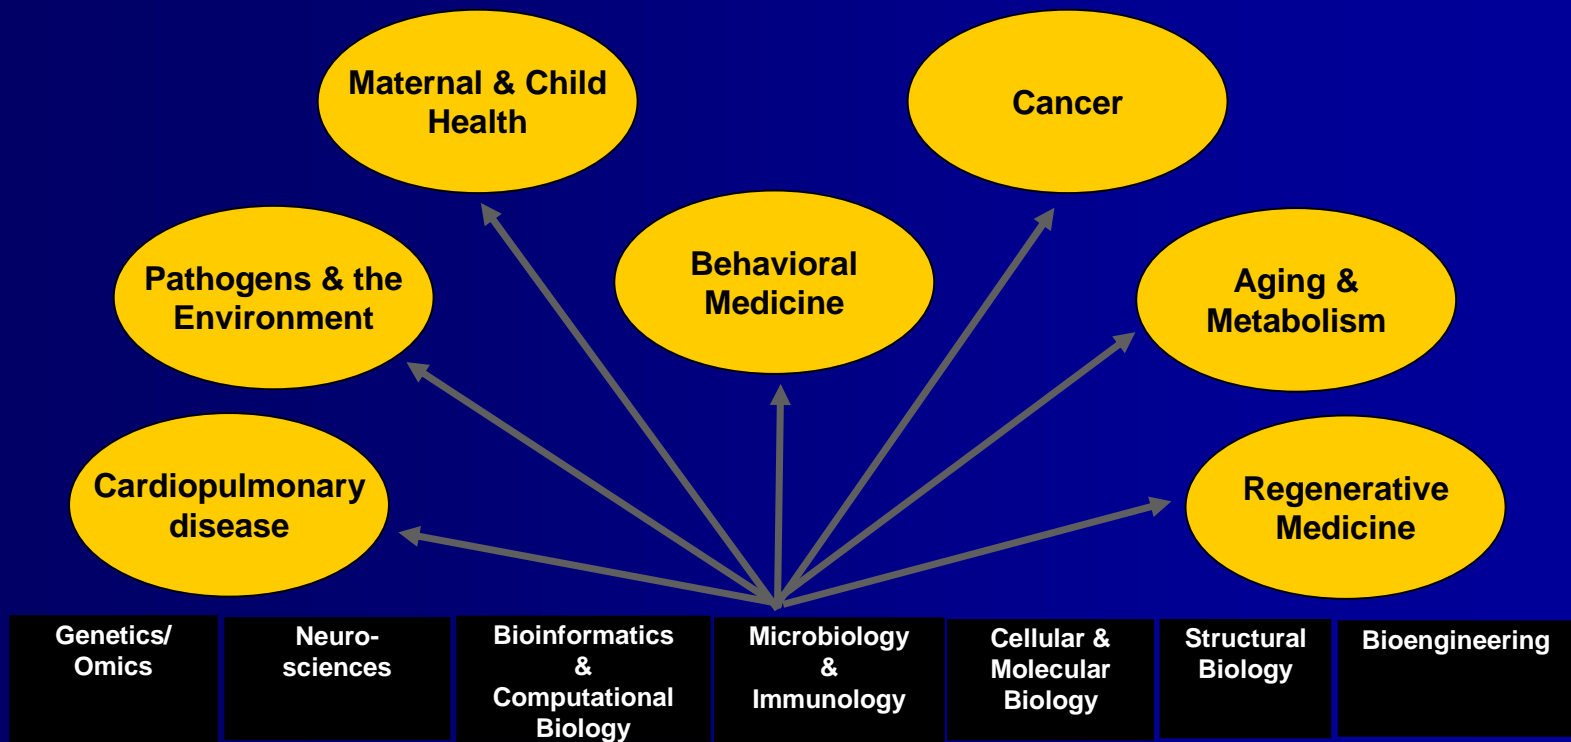 Maternal & Child
Health
Cancer
Pathogens & the
Environment
Behavioral
Medicine
Aging &
Metabolism
Cardiopulmonary
disease
Regenerative
Medicine
Genetics/
Omics
Neuro-
sciences
Bioinformatics
&
Computational
Biology
Microbiology
&
Immunology
Cellular &
Molecular
Biology
Structural
Biology
Bioengineering